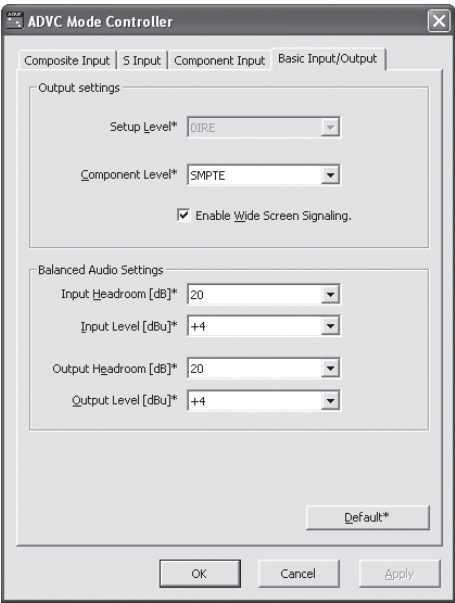 ADVC Mode Controller
Composite Input S Input Component Input Basic Input/Output
Output settings
Setup Level* 0IRE
Component Level* SMPTE
Enable Wide Screen Signaling.
Balanced Audio Settings
Input Headroom [dB]* 20
Input Level [dBu]* +4
Output Headroom [dB]* 20
Output Level [dBu]* +4
Default*
OK Cancel Apply